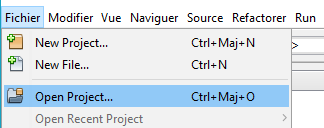 Fichier Modifier Vue Naviguer Source Refactorer Run
New Project... Ctrl+Maj+N
New File... Ctrl+N
Open Project... Ctrl+Maj+O
Open Recent Project